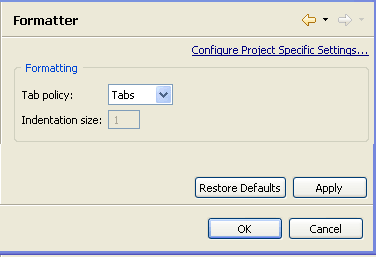 Formatter
Configure Project Specific Settings...
Formatting
Tab policy: Tabs
Indentation size: 1
Restore Defaults Apply
OK Cancel